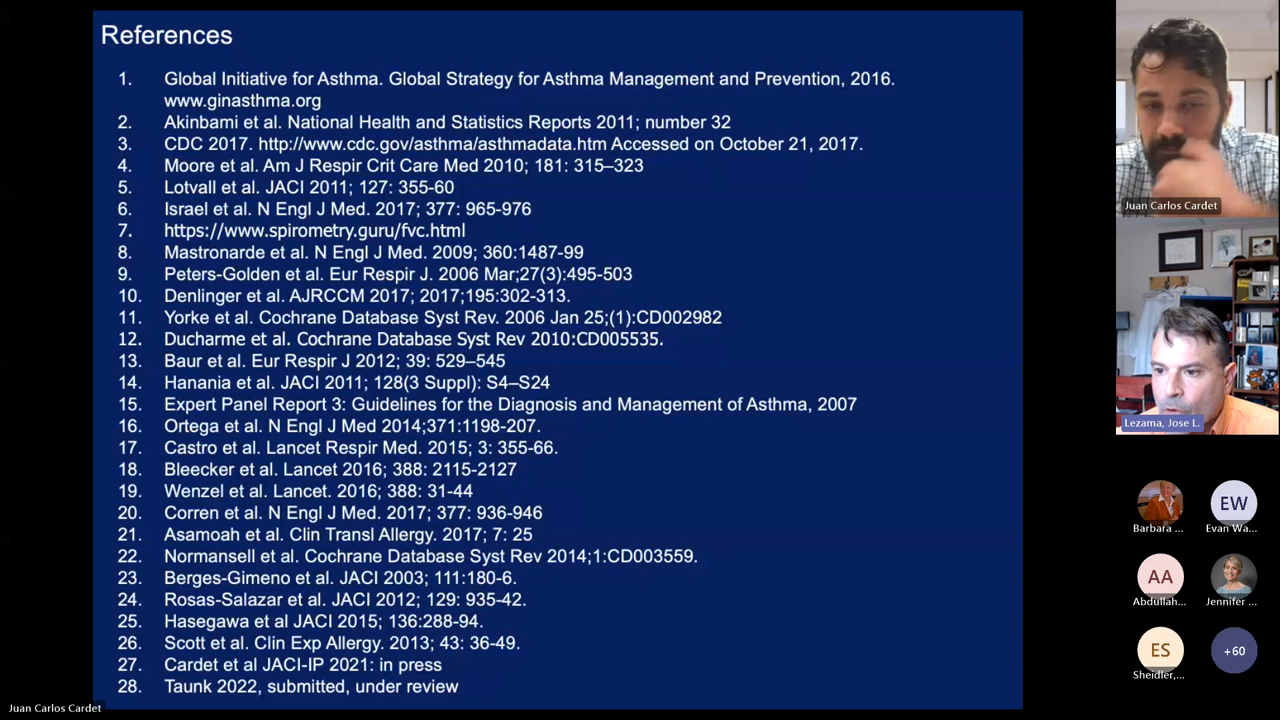 References
1. Global Initiative for Asthma. Global Strategy for Asthma Management and Prevention, 2016.
www.ginasthma.org
2. Akinbami et al. National Health and Statistics Reports 2011; number 32
3. CDC 2017. http://www.cdc.gov/asthma/asthmadata.htm Accessed on October 21, 2017.
4. Moore et al. Am J Respir Crit Care Med 2010; 181: 315–323
5. Lotvall et al. JACI 2011; 127: 355-60
6. Israel et al. N Engl J Med. 2017; 377: 965-976
7. https://www.spirometry.guru/fvc.html
8. Mastronarde et al. N Engl J Med. 2009; 360:1487-99
9. Peters-Golden et al. Eur Respir J. 2006 Mar;27(3):495-503
10. Denlinger et al. AJRCCM 2017; 2017;195:302-313.
11. Yorke et al. Cochrane Database Syst Rev. 2006 Jan 25;(1):CD002982
12. Ducharme et al. Cochrane Database Syst Rev 2010:CD005535.
13. Baur et al. Eur Respir J 2012; 39: 529–545
14. Hanania et al. JACI 2011; 128(3 Suppl): S4–S24
15. Expert Panel Report 3: Guidelines for the Diagnosis and Management of Asthma, 2007
16. Ortega et al. N Engl J Med 2014;371:1198-207.
17. Castro et al. Lancet Respir Med. 2015; 3: 355-66.
18. Bleecker et al. Lancet 2016; 388: 2115-2127
19. Wenzel et al. Lancet. 2016; 388: 31-44
20. Corren et al. N Engl J Med. 2017; 377: 936-946
21. Asamoah et al. Clin Transl Allergy. 2017; 7: 25
22. Normansell et al. Cochrane Database Syst Rev 2014;1:CD003559.
23. Berges-Gimeno et al. JACI 2003; 111:180-6.
24. Rosas-Salazar et al. JACI 2012; 129: 935-42.
25. Hasegawa et al JACI 2015; 136:288-94.
26. Scott et al. Clin Exp Allergy. 2013; 43: 36-49.
27. Cardet et al JACI-IP 2021: in press
28. Taunk 2022, submitted, under review
Juan Carlos Cardet
Juan Carlos Cardet
Lezama, Jose L.
Barbara ...
EW
Evan Wa...
AA
Abdullah...
Jennifer ...
ES
Sheidler,...
+60